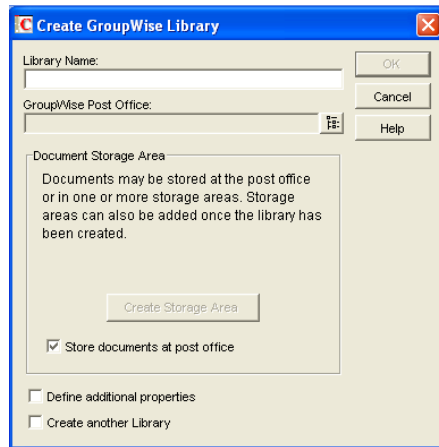 Create GroupWise Library
Library Name:
OK
Cancel
GroupWise Post Office:
Help
Document Storage Area
Documents may be stored at the post office
or in one or more storage areas. Storage
areas can also be added once the library has
been created.
Create Storage Area
Store documents at post office
Define additional properties
Create another Library